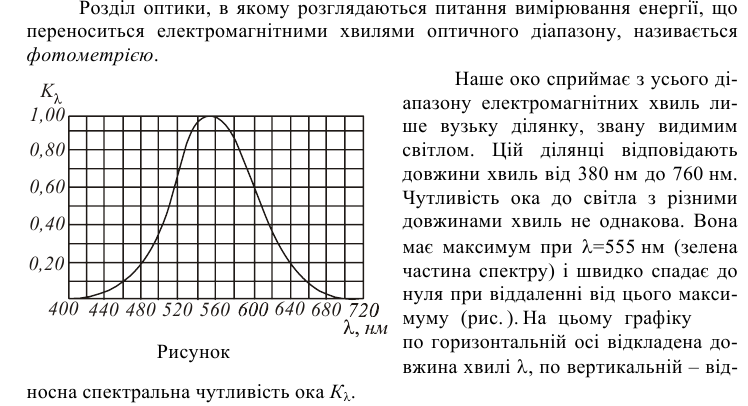 Розділ оптики, в якому розглядаються питання вимірювання енергії, що
переноситься електромагнітними хвилями оптичного діапазону, називається
фотометрією.
K λ
1,00
0,80
0,60
0,40
0,20
400 440 480 520 560 600 640 680 720
λ, нм
Рисунок
Наше око сприймає з усього ді-
апазону електромагнітних хвиль ли-
ше вузьку ділянку, звану видимим
світлом. Цій ділянці відповідають
довжини хвиль від 380 нм до 760 нм.
Чутливість ока до світла з різними
довжинами хвиль не однакова. Вона
має максимум при λ=555 нм (зелена
частина спектру) і швидко спадає до
нуля при віддаленні від цього макси-
муму (рис. ). На цьому графіку
по горизонтальній осі відкладена до-
вжина хвилі λ, по вертикальній – від-
носна спектральна чутливість ока Kλ.